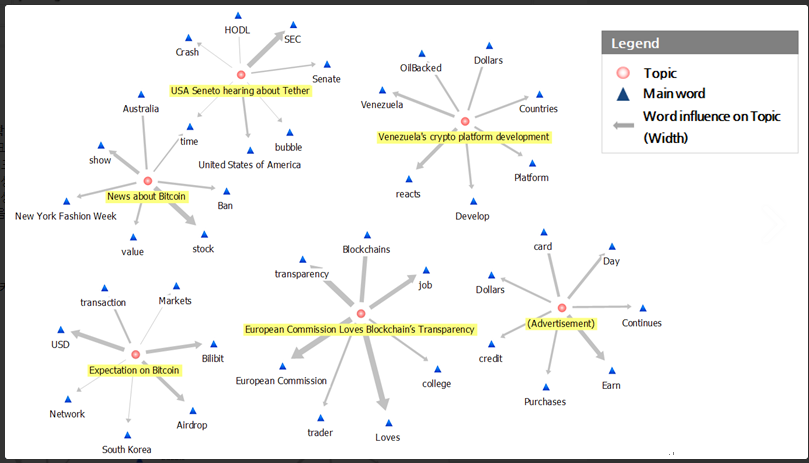 HODL
Crash
SEC
Senate
USA Seneto hearing about Tether
time
bubble
United States of America
Australia
show
News about Bitcoin
Ban
New York Fashion Week
value
stock
OilBacked
Dollars
Venezuela
Countries
Venezuela's crypto platform development
Platform
reacts
Develop
Legend
Topic
Main word
Word influence on Topic
(Width)
transaction
Markets
USD
Bilibit
Expectation on Bitcoin
Network
Airdrop
South Korea
Blockchains
transparency
job
European Commission Loves Blockchain's Transparency
European Commission
college
trader
Loves
card
Day
Dollars
Continues
(Advertisement)
credit
Earn
Purchases